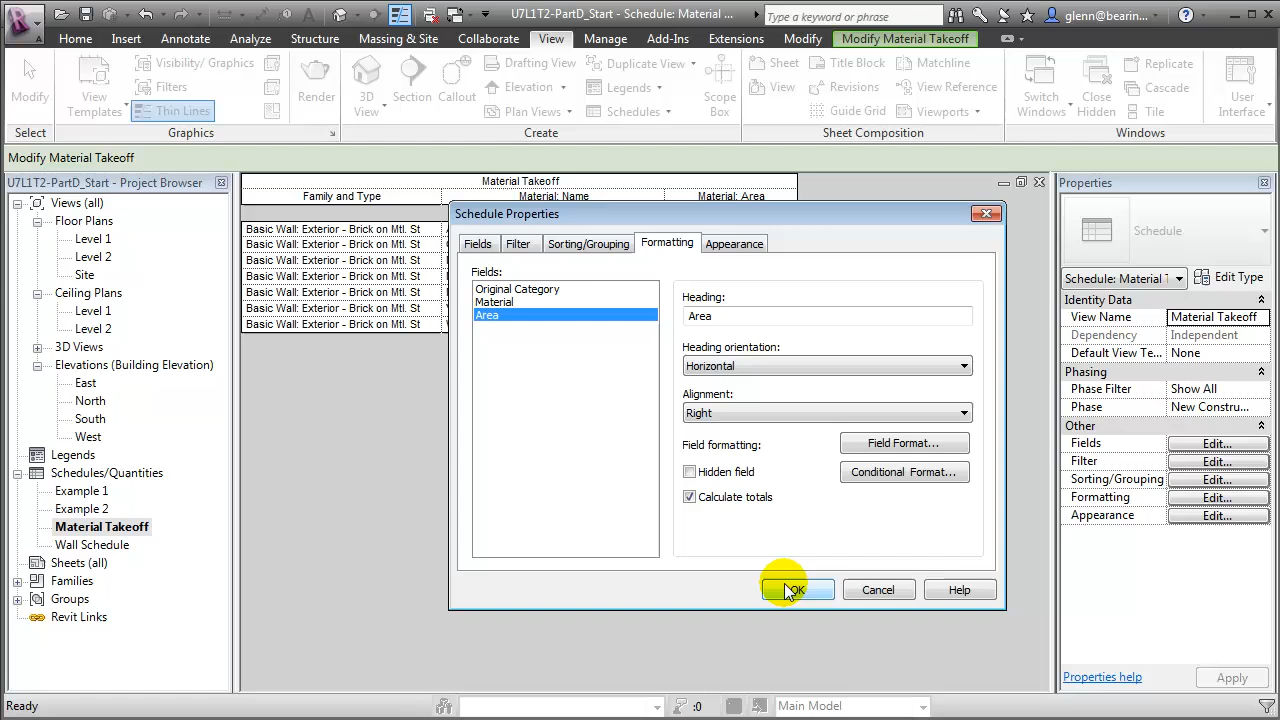 U7L1T2-PartD_Start - Schedule: Material ...
Type a keyword or phrase
glenn@bearin...
Home Insert Annotate Analyze Structure Massing & Site Collaborate View Manage Add-Ins Extensions Modify Modify Material Takeoff
Modify
View Templates
Visibility/ Graphics
Filters
Thin Lines
Render
3D View
Section
Callout
Drafting View
Elevation
Plan Views
Duplicate View
Legends
Schedules
Scope Box
Sheet
View
Title Block
Revisions
Guide Grid
Matchline
View Reference
Viewports
Switch Windows
Close Hidden
Replicate
Cascade
Tile
User Interface
Select Graphics Create Sheet Composition Windows
Modify Material Takeoff
U7L1T2-PartD_Start - Project Browser
Views (all)
Floor Plans
Level 1
Level 2
Site
Ceiling Plans
Level 1
Level 2
3D Views
Elevations (Building Elevation)
East
North
South
West
Legends
Schedules/Quantities
Example 1
Example 2
Material Takeoff
Wall Schedule
Sheets (all)
Families
Groups
Revit Links
Material Takeoff
Family and Type Material: Name Material: Area
Basic Wall: Exterior - Brick on Mtl. St
Basic Wall: Exterior - Brick on Mtl. St
Basic Wall: Exterior - Brick on Mtl. St
Basic Wall: Exterior - Brick on Mtl. St
Basic Wall: Exterior - Brick on Mtl. St
Basic Wall: Exterior - Brick on Mtl. St
Basic Wall: Exterior - Brick on Mtl. St
Schedule Properties
Fields Filter Sorting/Grouping Formatting Appearance
Fields:
Original Category
Material
Area
Heading:
Area
Heading orientation:
Horizontal
Alignment:
Right
Field formatting: Field Format...
Hidden field Conditional Format...
Calculate totals
OK Cancel Help
Properties
Schedule
Schedule: Material T Edit Type
Identity Data
View Name Material Takeoff
Dependency Independent
Default View Te... None
Phasing
Phase Filter Show All
Phase New Constru...
Other
Fields Edit...
Filter Edit...
Sorting/Grouping Edit...
Formatting Edit...
Appearance Edit...
Properties help Apply
Ready :0 Main Model